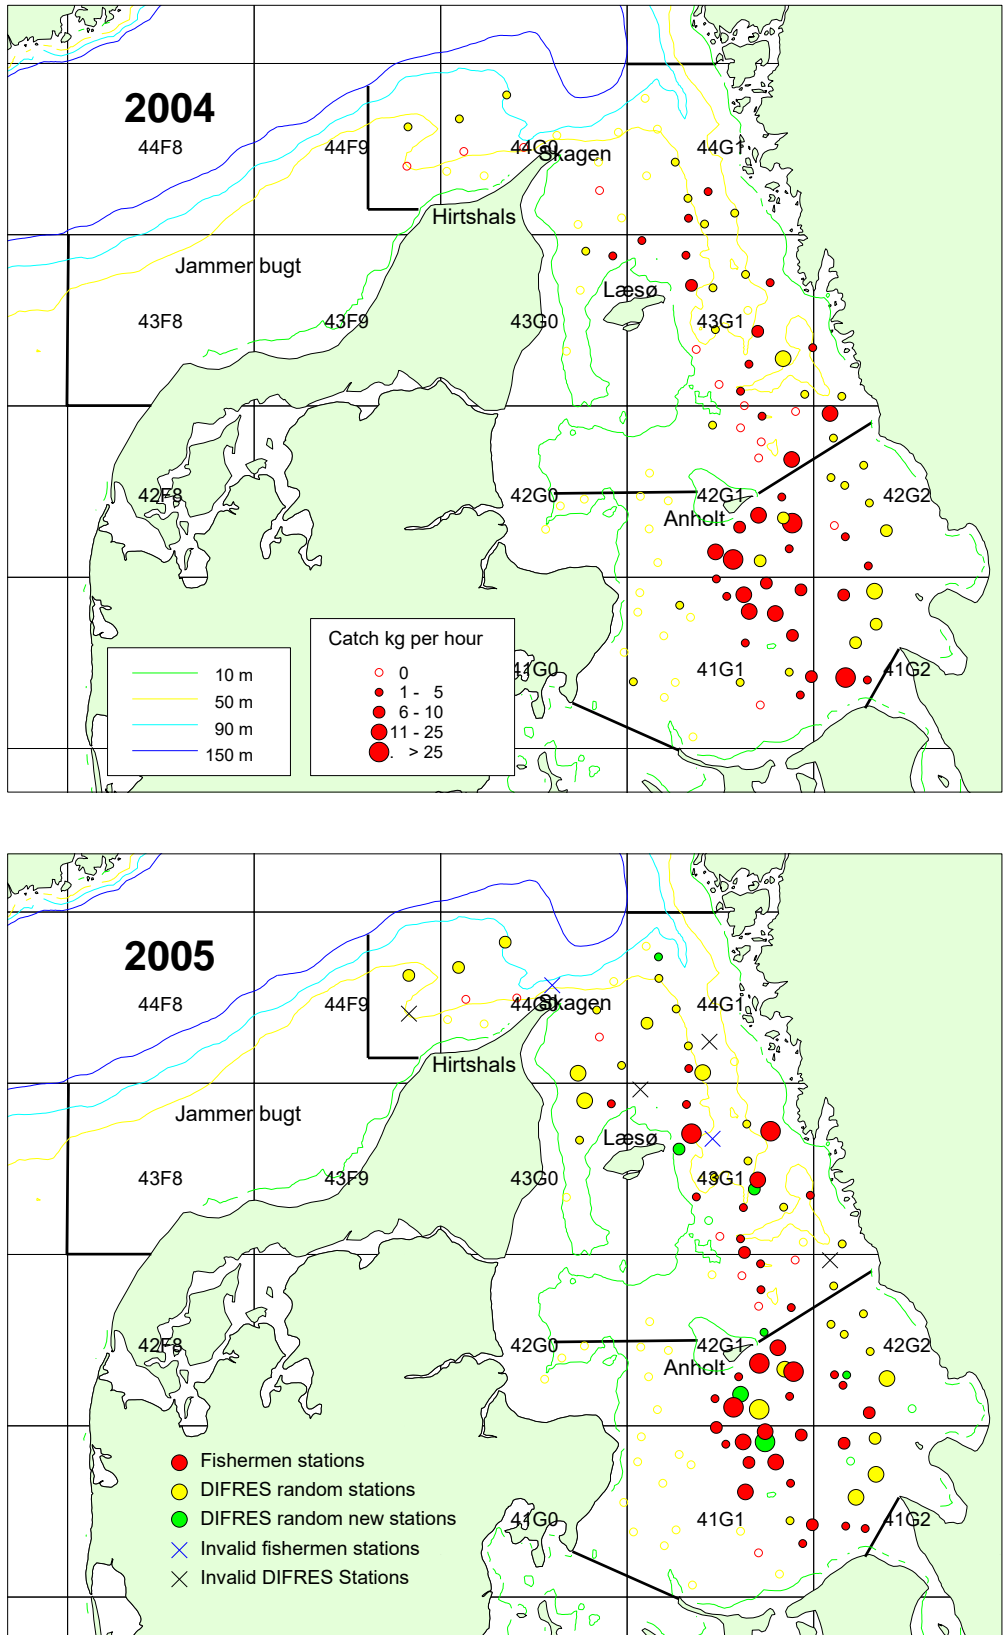 2004
44F8
44F9
44G0
Skagen
44G1
Hirtshals
Jammer bugt
Læsø
43F8
43F9
43G0
43G1
42F8
42G0
42G1
42G2
Anholt
41G0
41G1
41G2
10 m
50 m
90 m
150 m
Catch kg per hour
0
1 - 5
6 - 10
11 - 25
. > 25
2005
44F8
44F9
44G0
Skagen
44G1
Hirtshals
Jammer bugt
Læsø
43F8
43F9
43G0
43G1
42F8
42G0
42G1
42G2
Anholt
Fishermen stations
DIFRES random stations
DIFRES random new stations
Invalid fishermen stations
Invalid DIFRES Stations
41G0
41G1
41G2